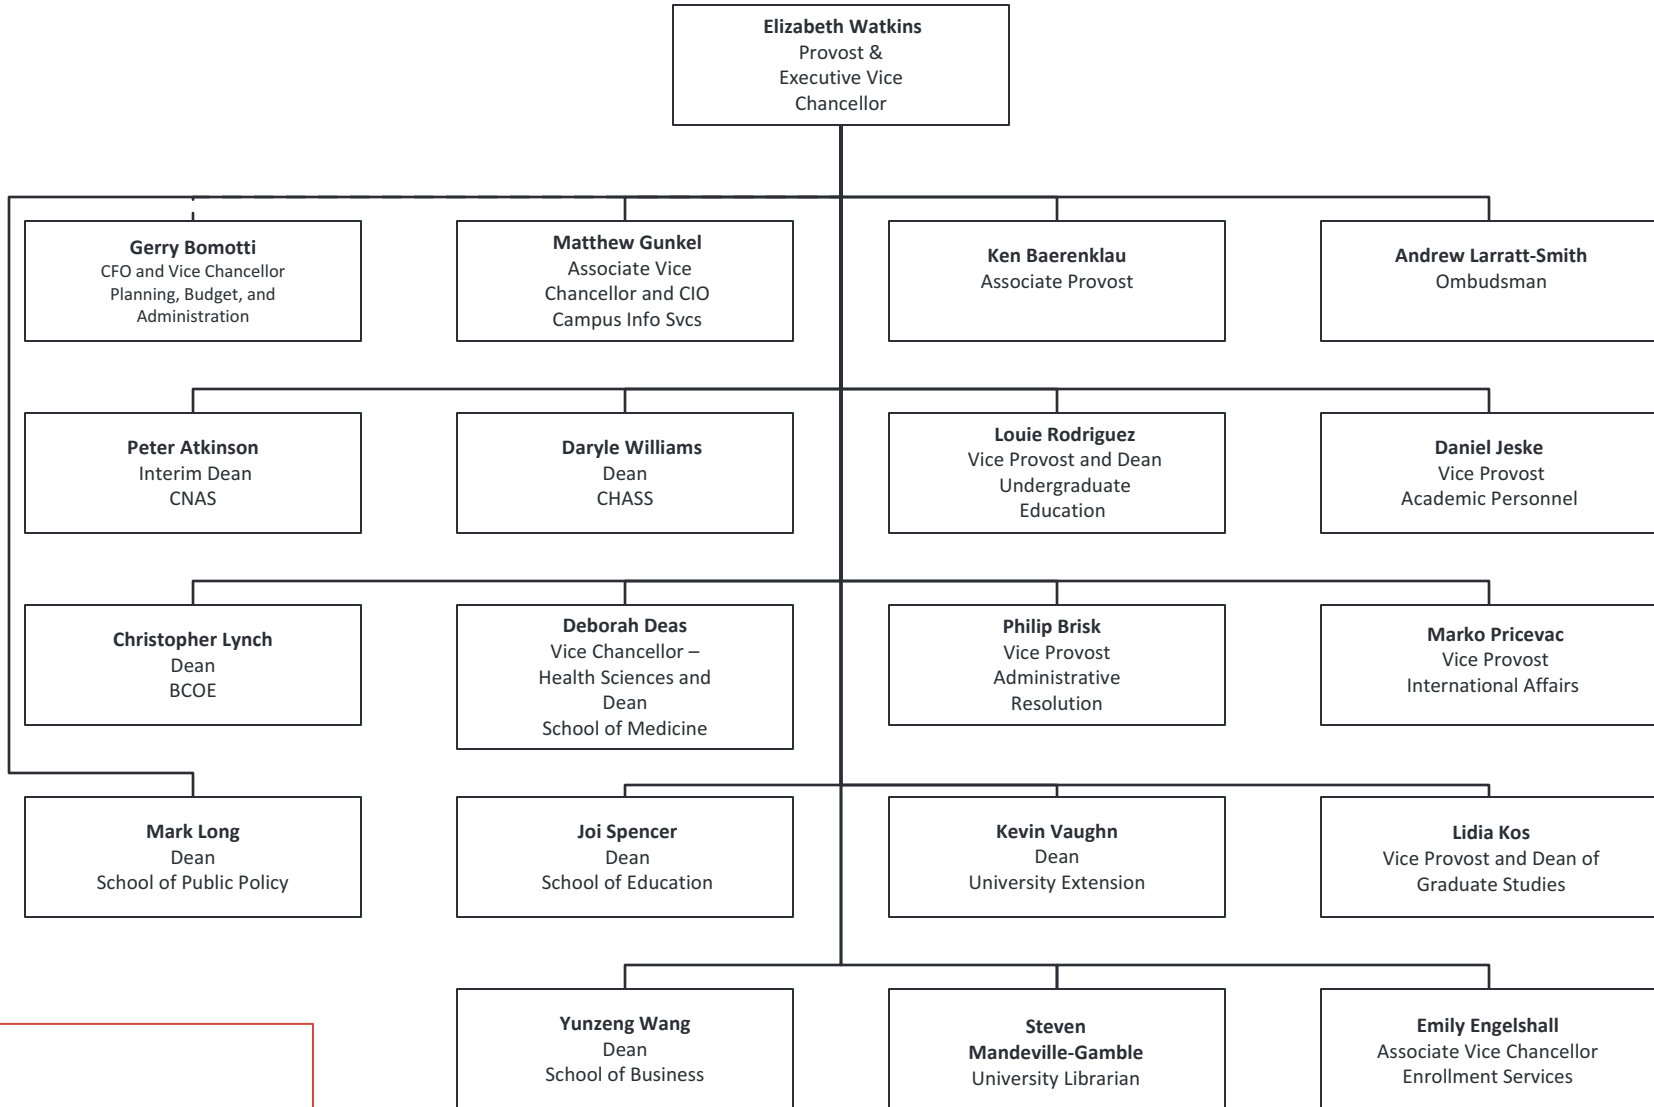 Elizabeth Watkins
Provost &
Executive Vice
Chancellor
Gerry Bomotti
CFO and Vice Chancellor
Planning, Budget, and
Administration
Matthew Gunkel
Associate Vice
Chancellor and CIO
Campus Info Svcs
Ken Baerenklau
Associate Provost
Andrew Larratt-Smith
Ombudsman
Peter Atkinson
Interim Dean
CNAS
Daryle Williams
Dean
CHASS
Louie Rodriguez
Vice Provost and Dean
Undergraduate
Education
Daniel Jeske
Vice Provost
Academic Personnel
Christopher Lynch
Dean
BCOE
Deborah Deas
Vice Chancellor –
Health Sciences and
Dean
School of Medicine
Philip Brisk
Vice Provost
Administrative
Resolution
Marko Pricevac
Vice Provost
International Affairs
Mark Long
Dean
School of Public Policy
Joi Spencer
Dean
School of Education
Kevin Vaughn
Dean
University Extension
Lidia Kos
Vice Provost and Dean of
Graduate Studies
Yunzeng Wang
Dean
School of Business
Steven
Mandeville-Gamble
University Librarian
Emily Engelshall
Associate Vice Chancellor
Enrollment Services